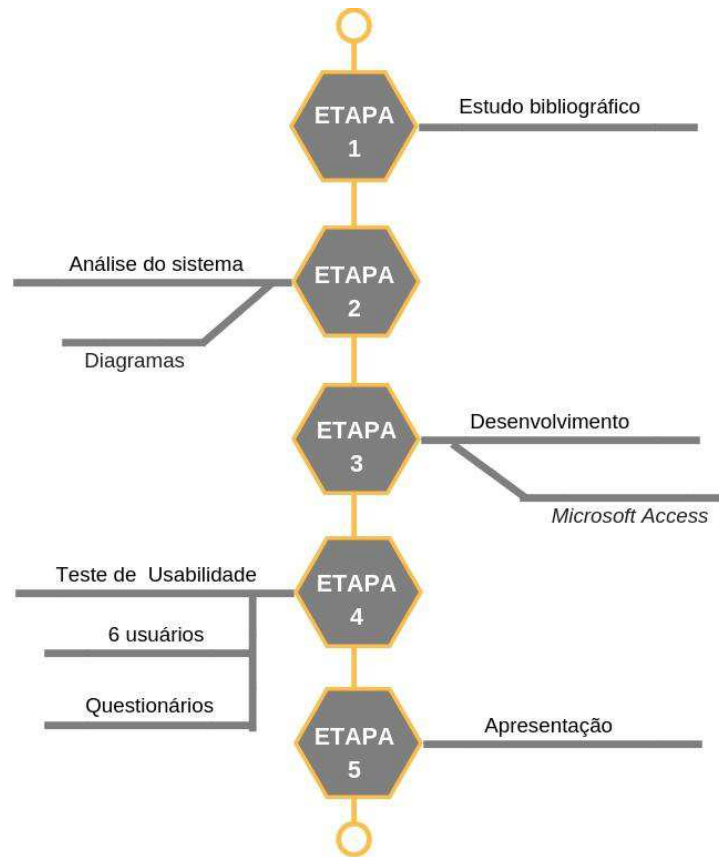 ETAPA
1
Estudo bibliográfico
Análise do sistema
Diagramas
ETAPA
2
ETAPA
3
Desenvolvimento
Microsoft Access
Teste de Usabilidade
6 usuários
Questionários
ETAPA
4
ETAPA
5
Apresentação